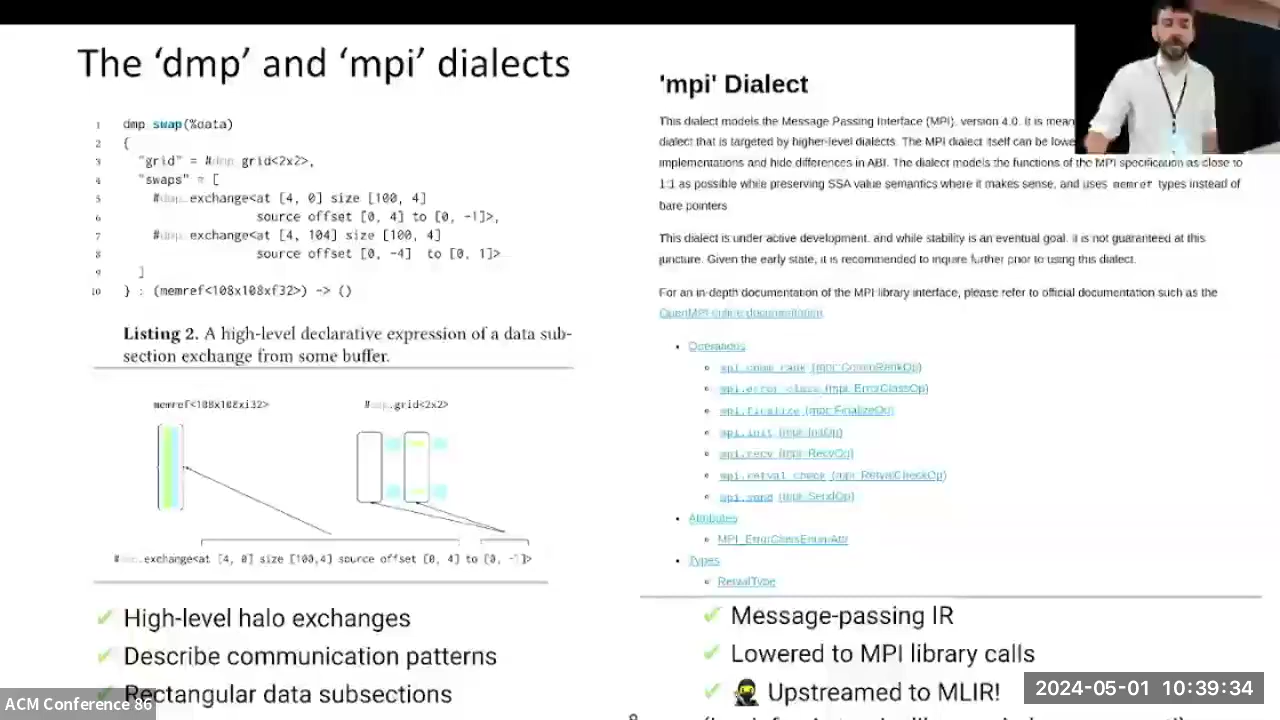 The ‘dmp’ and ‘mpi’ dialects
1 dmp.swap(%data)
2 {
3 "grid" = #dmp.grid<2x2>,
4 "swaps" = [
5 #dmp.exchange<at [4, 0] size [100, 4]
6 source offset [0, 4] to [0, -1]>,
7 #dmp.exchange<at [4, 104] size [100, 4]
8 source offset [0, -4] to [0, 1]>
9 ]
10 } : (memref<108x108xf32>) -> ()
Listing 2. A high-level declarative expression of a data sub-
section exchange from some buffer.
memref<108x108xi32>
#dmp.grid<2x2>
#dmp.exchange<at [4, 0] size [100,4] source offset [0, 4] to [0, -1]>
✔ High-level halo exchanges
✔ Describe communication patterns
✔ Rectangular data subsections
'mpi' Dialect
This dialect models the Message Passing Interface (MPI), version 4.0. It is mean
dialect that is targeted by higher-level dialects. The MPI dialect itself can be lowe
implementations and hide differences in ABI. The dialect models the functions of the MPI specification as close to
1:1 as possible while preserving SSA value semantics where it makes sense, and uses memref types instead of
bare pointers
This dialect is under active development, and while stability is an eventual goal, it is not guaranteed at this
juncture. Given the early state, it is recommended to inquire further prior to using this dialect.
For an in-depth documentation of the MPI library interface, please refer to official documentation such as the
OpenMPI online documentation
• Operations
mpi.comm_rank (mpi::CommRankOp)
mpi.error_class (mpi::ErrorClassOp)
mpi.finalize (mpi::FinalizeOp)
mpi.init (mpi::InitOp)
mpi.recv (mpi::RecvOp)
mpi.retval_check (mpi::RetvalCheckOp)
mpi.send (mpi::SendOp)
• Attributes
MPI_ErrorClassEnumAttr
• Types
RetvalType
✔ Message-passing IR
✔ Lowered to MPI library calls
✔ 🥷 Upstreamed to MLIR!
ACM Conference 86
2024-05-01 10:39:34